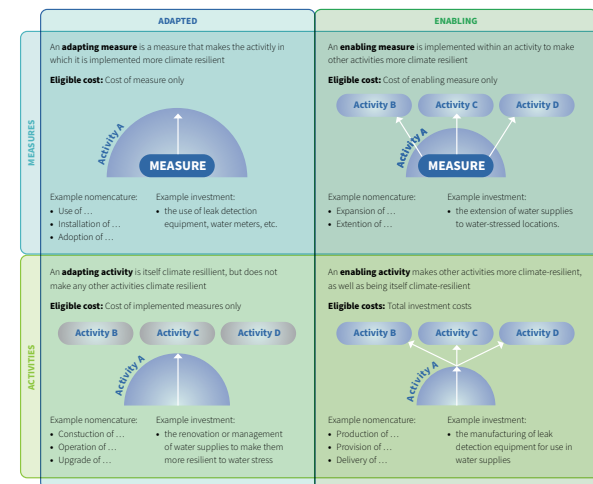 ADAPTED
ENABLING
MEASURES
An adapting measure is a measure that makes the activitly in
which it is implemented more climate resilient
Eligible cost: Cost of measure only
Activity A
MEASURE
Example nomencature:
• Use of …
• Installation of …
• Adoption of …
Example investment:
• the use of leak detection
equipment, water meters, etc.
An enabling measure is implemented within an activity to make
other activities more climate resilient
Eligible cost: Cost of enabling measure only
Activity B
Activity C
Activity D
Activity A
MEASURE
Example nomencature:
• Expansion of …
• Extention of …
Example investment:
• the extension of water supplies
to water-stressed locations.
ACTIVITIES
An adapting activity is itself climate resillient, but does not
make any other activities climate resilient
Eligible cost: Cost of implemented measures only
Activity B
Activity C
Activity D
Activity A
Example nomencature:
• Constuction of …
• Operation of …
• Upgrade of …
Example investment:
• the renovation or management
of water supplies to make them
more resilient to water stress
An enabling activity makes other activities more climate-resilient,
as well as being itself climate-resilient
Eligible costs: Total investment costs
Activity B
Activity C
Activity D
Activity A
Example nomencature:
• Production of …
• Provision of …
• Delivery of …
Example investment:
• the manufacturing of leak
detection equipment for use in
water supplies